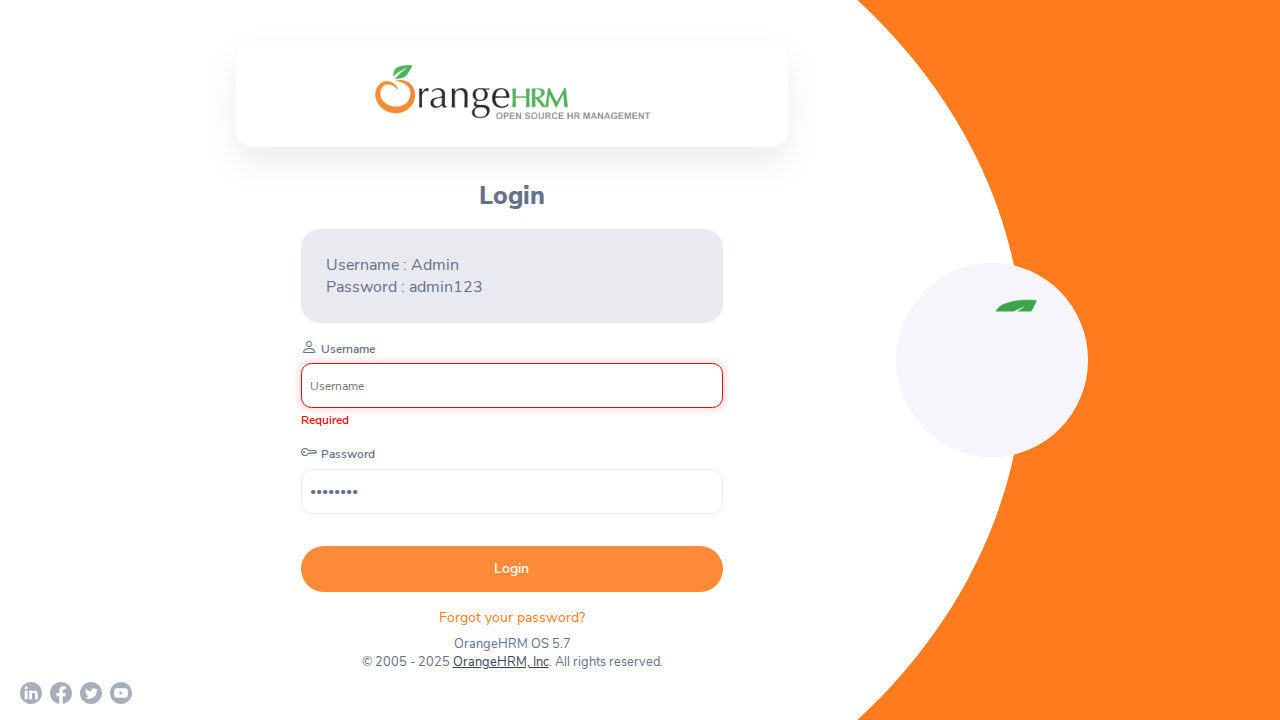 OrangeHRM
OPEN SOURCE HR MANAGEMENT
Login
Username : Admin
Password : admin123
Username
Username
Required
Password
••••••••
Login
Forgot your password?
OrangeHRM OS 5.7
© 2005 - 2025 OrangeHRM, Inc. All rights reserved.